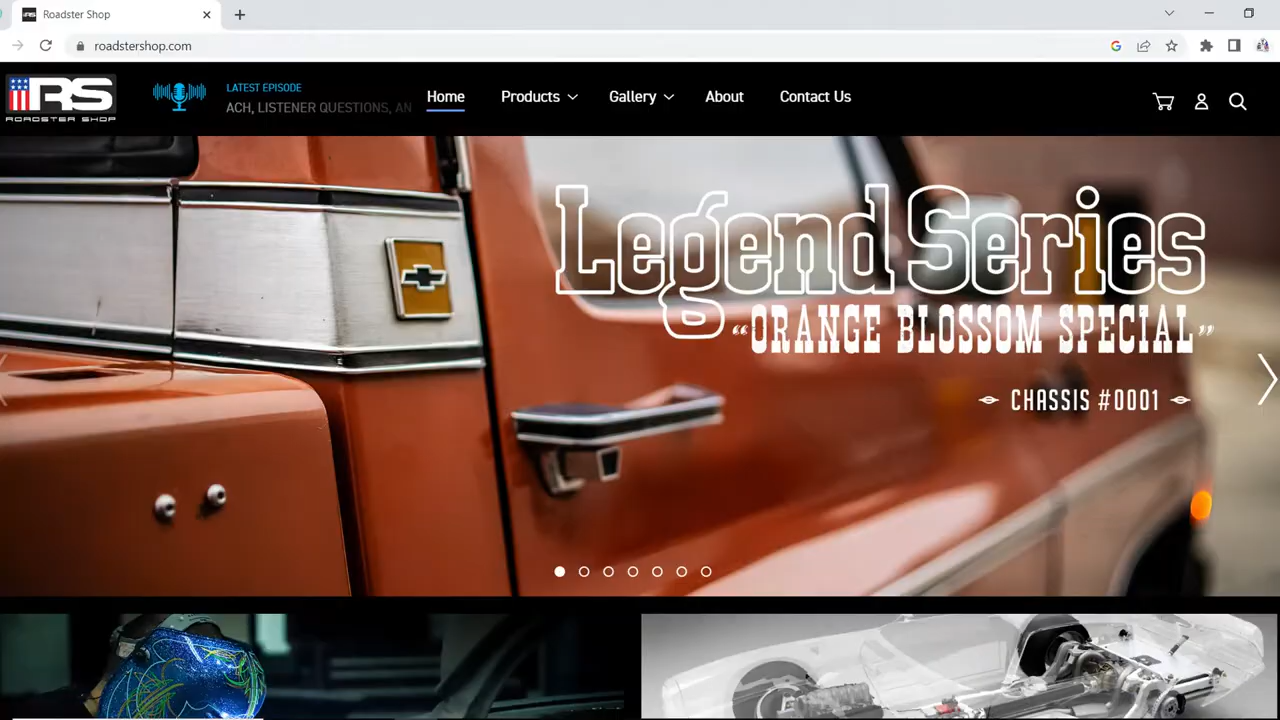 Roadster Shop
roadstershop.com
RS
ROADSTER SHOP
LATEST EPISODE
ACH, LISTENER QUESTIONS, AN
Home
Products
Gallery
About
Contact Us
Legend Series
“ORANGE BLOSSOM SPECIAL”
CHASSIS #0001